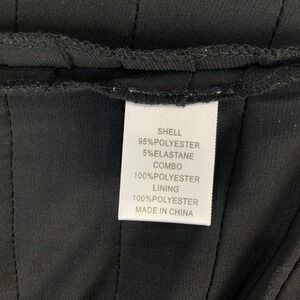 SHELL
95%POLYESTER
5%ELASTANE
COMBO
100%POLYESTER
LINING
100%POLYESTER
MADE IN CHINA